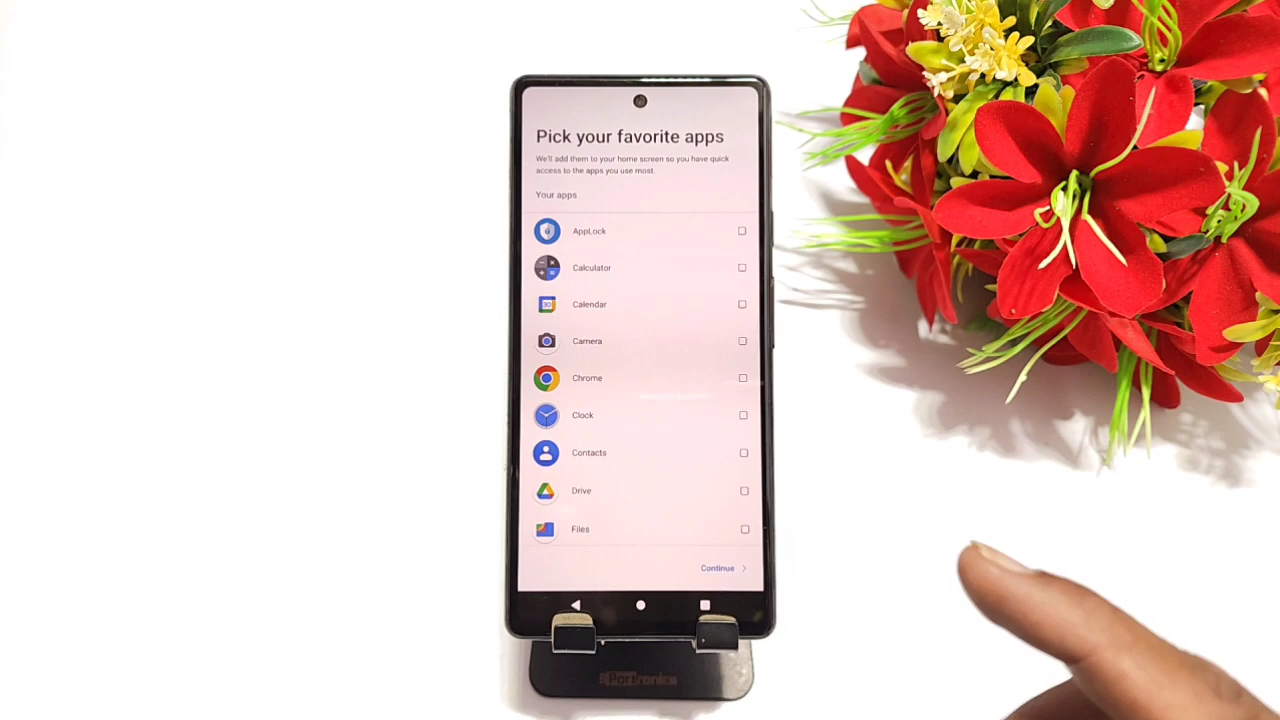 Pick your favorite apps
We'll add them to your home screen so you have quick
access to the apps you use most.
Your apps
AppLock
Calculator
Calendar
Camera
Chrome
Clock
Contacts
Drive
Files
Continue
Portronics